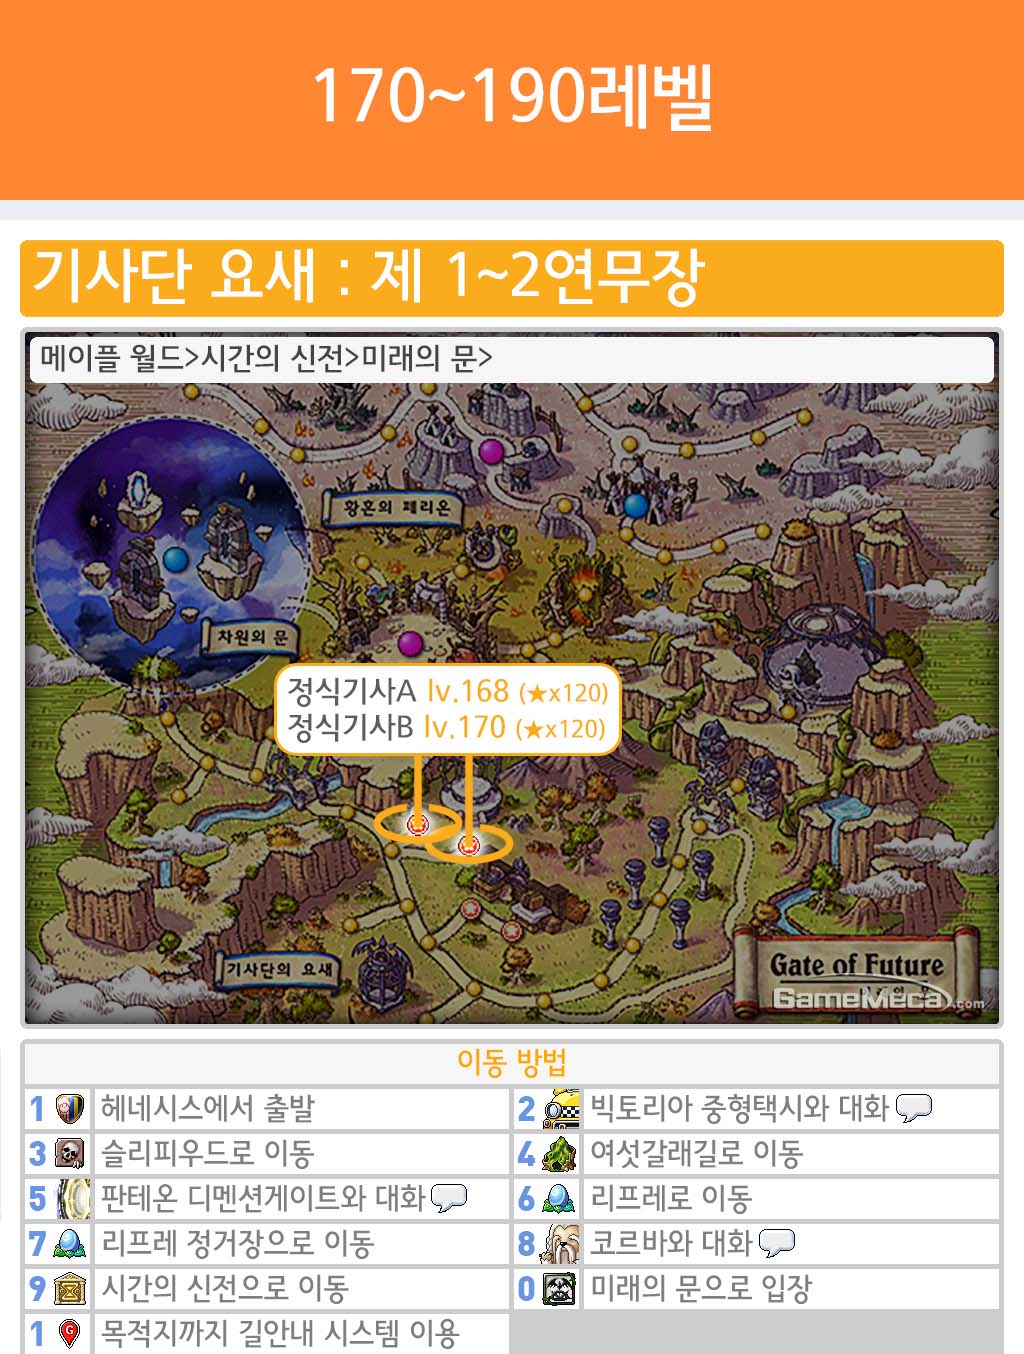 170~190레벨
기사단 요새 : 제 1~2연무장
메이플 월드>시간의 신전>미래의 문>
황혼의 페리온
차원의 문
정식기사A lv.168 (★x120)
정식기사B lv.170 (★x120)
기사단의 요새
Gate of Future
GameMeca.com
이동 방법
1 헤네시스에서 출발
2 빅토리아 중형택시와 대화
3 슬리피우드로 이동
4 여섯갈래길로 이동
5 판테온 디멘션게이트와 대화
6 리프레로 이동
7 리프레 정거장으로 이동
8 코르바와 대화
9 시간의 신전으로 이동
0 미래의 문으로 입장
1 G 목적지까지 길안내 시스템 이용